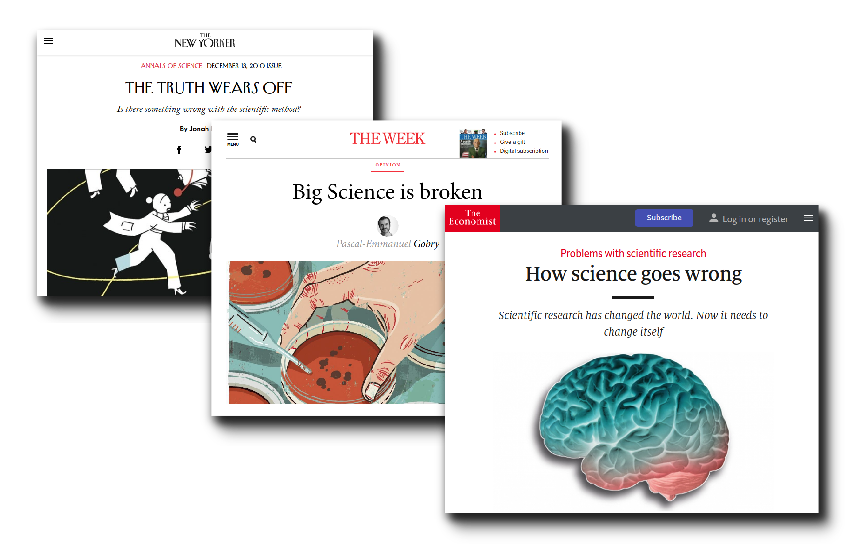 THE
NEW YORKER
ANNALS OF SCIENCE DECEMBER 13, 2010 ISSUE
THE TRUTH WEARS OFF
Is there something wrong with the scientific method?
By Jonah
MENU
THE WEEK
THE WEEK
Subscribe
Give a gift
Digital subscription
OPINION
Big Science is broken
Pascal-Emmanuel Gobry
The
Economist
Subscribe
Log in or register
Problems with scientific research
How science goes wrong
Scientific research has changed the world. Now it needs to
change itself